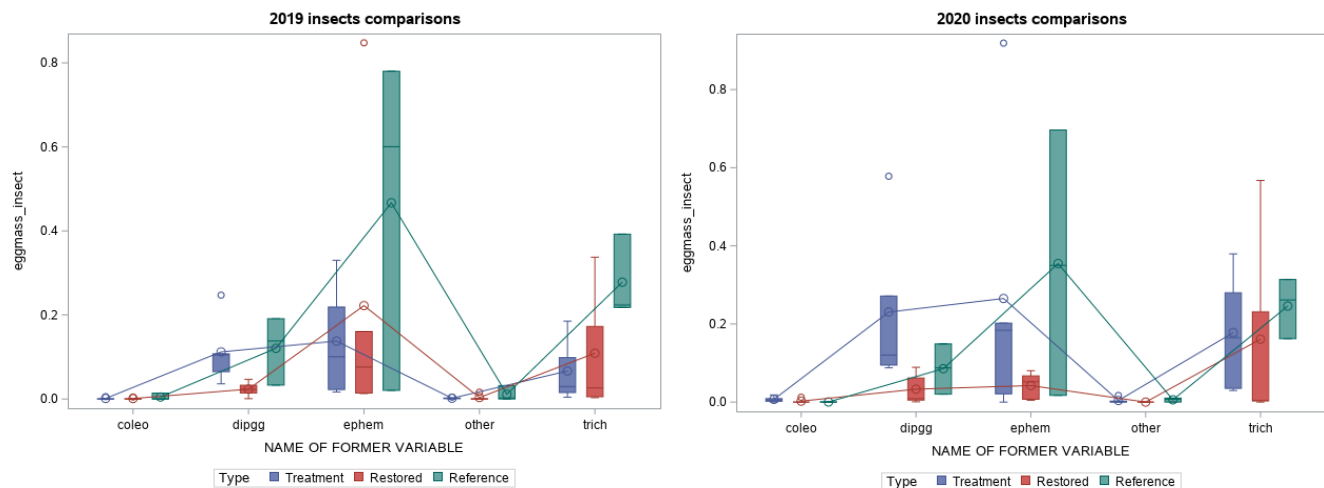 2019 insects comparisons
0.8
0.6
0.4
0.2
0.0
eggmass_insect
coleo dipgg ephem other trich
NAME OF FORMER VARIABLE
Type Treatment Restored Reference
2020 insects comparisons
0.8
0.6
0.4
0.2
0.0
eggmass_insect
coleo dipgg ephem other trich
NAME OF FORMER VARIABLE
Type Treatment Restored Reference